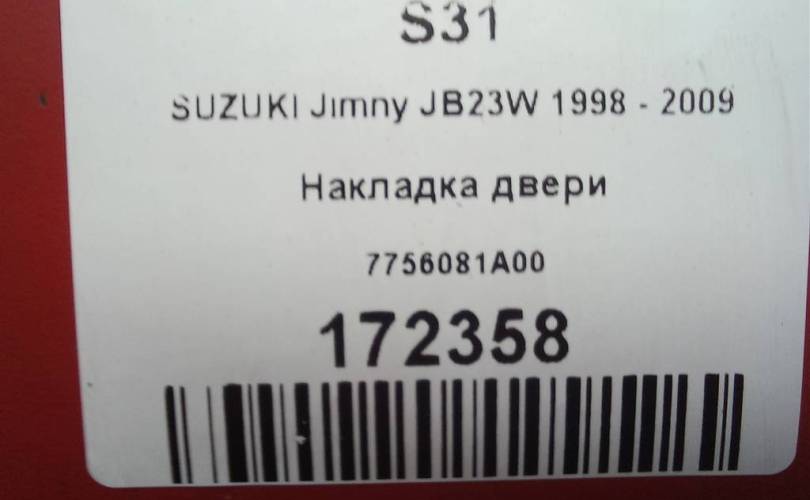 S31
SUZUKI Jimny JB23W 1998 - 2009
Накладка двери
7756081A00
172358